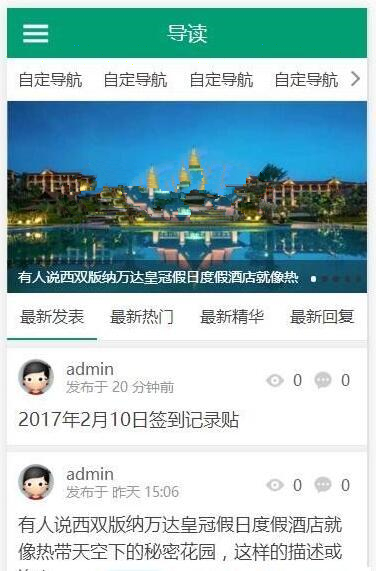 导读
自定导航 自定导航 自定导航 自定导航
有人说西双版纳万达皇冠假日度假酒店就像热
最新发表 最新热门 最新精华 最新回复
admin
发布于 20 分钟前
0 0
2017年2月10日签到记录贴
admin
发布于 昨天 15:06
0 0
有人说西双版纳万达皇冠假日度假酒店就
像热带天空下的秘密花园，这样的描述或